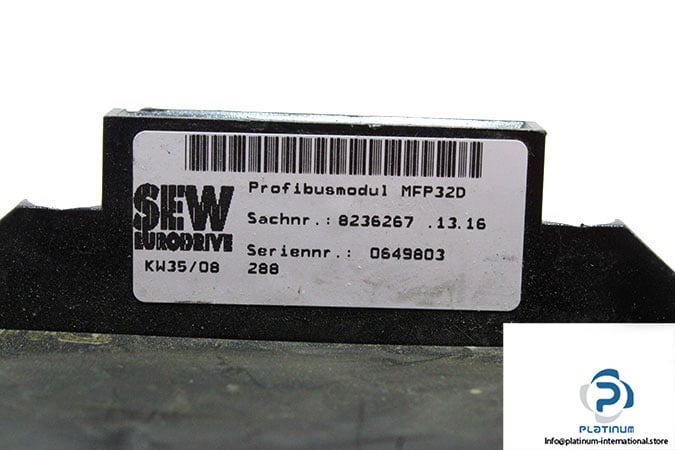 SEW
EURODRIVE
Profibusmodul MFP32D
Sachnr.: 8236267 .13.16
Seriennr.: 0649803
KW35/08 288
PLATINUM
Info@platinum-international.store